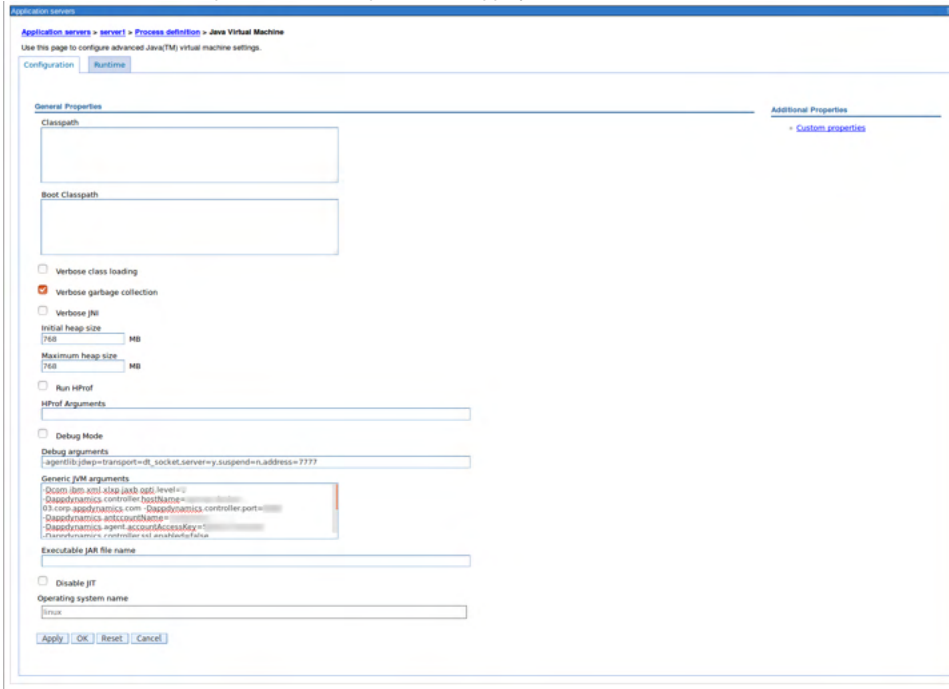 Application servers
Application servers > server1 > Process definition > Java Virtual Machine
Use this page to configure advanced Java(TM) virtual machine settings.
Configuration Runtime
General Properties
Additional Properties
Custom properties
Classpath
Boot Classpath
Verbose class loading
Verbose garbage collection
Verbose JNI
Initial heap size
768 MB
Maximum heap size
768 MB
Run HProf
HProf Arguments
Debug Mode
Debug arguments
-agentlib:jdwp=transport=dt_socket,server=y,suspend=n,address=7777
Generic JVM arguments
-Dcom.ibm.xml.xlxp.jaxb.opti.level=
-Dappdynamics.controller.hostName=
03.corp.appdynamics.com -Dappdynamics.controller.port=
-Dappdynamics.antccountName=
-Dappdynamics.agent.accountAccessKey=
-Dappdynamics.controller.ssl.enabled=false
Executable JAR file name
Disable JIT
Operating system name
linux
Apply OK Reset Cancel